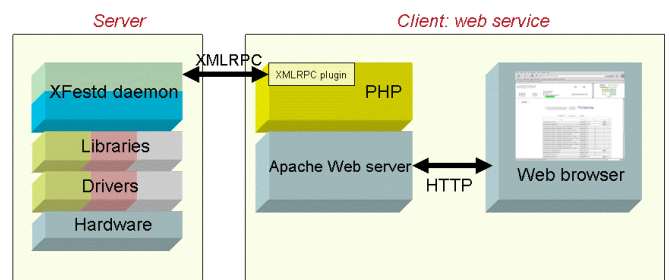 Server
Client: web service
XMLRPC
XMLRPC plugin
XFestd daemon
PHP
Libraries
Drivers
Hardware
Apache Web server
HTTP
Web browser